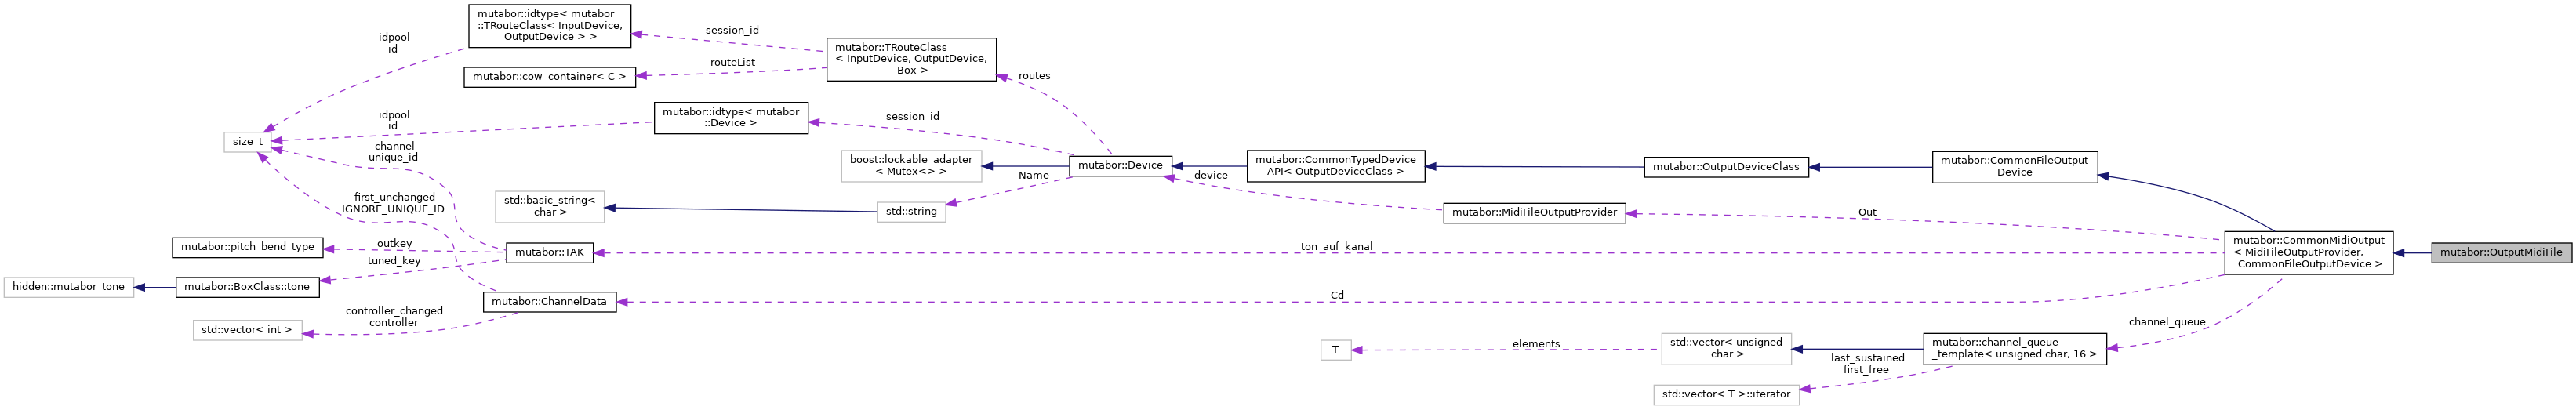 mutabor::idtype< mutabor
::TRouteClass< InputDevice,
OutputDevice > >
idpool
id
session_id
mutabor::TRouteClass
< InputDevice, OutputDevice,
Box >
routeList
mutabor::cow_container< C >
routes
mutabor::idtype< mutabor
::Device >
idpool
id
session_id
size_t
channel
unique_id
boost::lockable_adapter
< Mutex<> >
mutabor::Device
mutabor::CommonTypedDevice
API< OutputDeviceClass >
mutabor::OutputDeviceClass
mutabor::CommonFileOutput
Device
Name
device
first_unchanged
IGNORE_UNIQUE_ID
std::basic_string<
char >
std::string
mutabor::MidiFileOutputProvider
Out
mutabor::pitch_bend_type
outkey
tuned_key
mutabor::TAK
ton_auf_kanal
mutabor::CommonMidiOutput
< MidiFileOutputProvider,
CommonFileOutputDevice >
mutabor::OutputMidiFile
hidden::mutabor_tone
mutabor::BoxClass::tone
mutabor::ChannelData
Cd
controller_changed
controller
std::vector< int >
channel_queue
T
elements
std::vector< unsigned
char >
mutabor::channel_queue
_template< unsigned char, 16 >
last_sustained
first_free
std::vector< T >::iterator